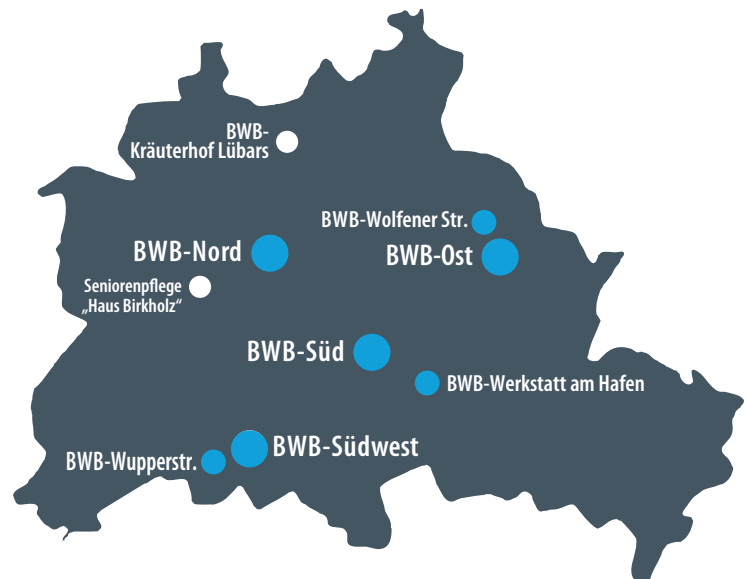 BWB-
Kräuterhof Lübars
BWB-Wolfener Str.
BWB-Nord
BWB-Ost
Seniorenpflege
„Haus Birkholz“
BWB-Süd
BWB-Werkstatt am Hafen
BWB-Südwest
BWB-Wupperstr.